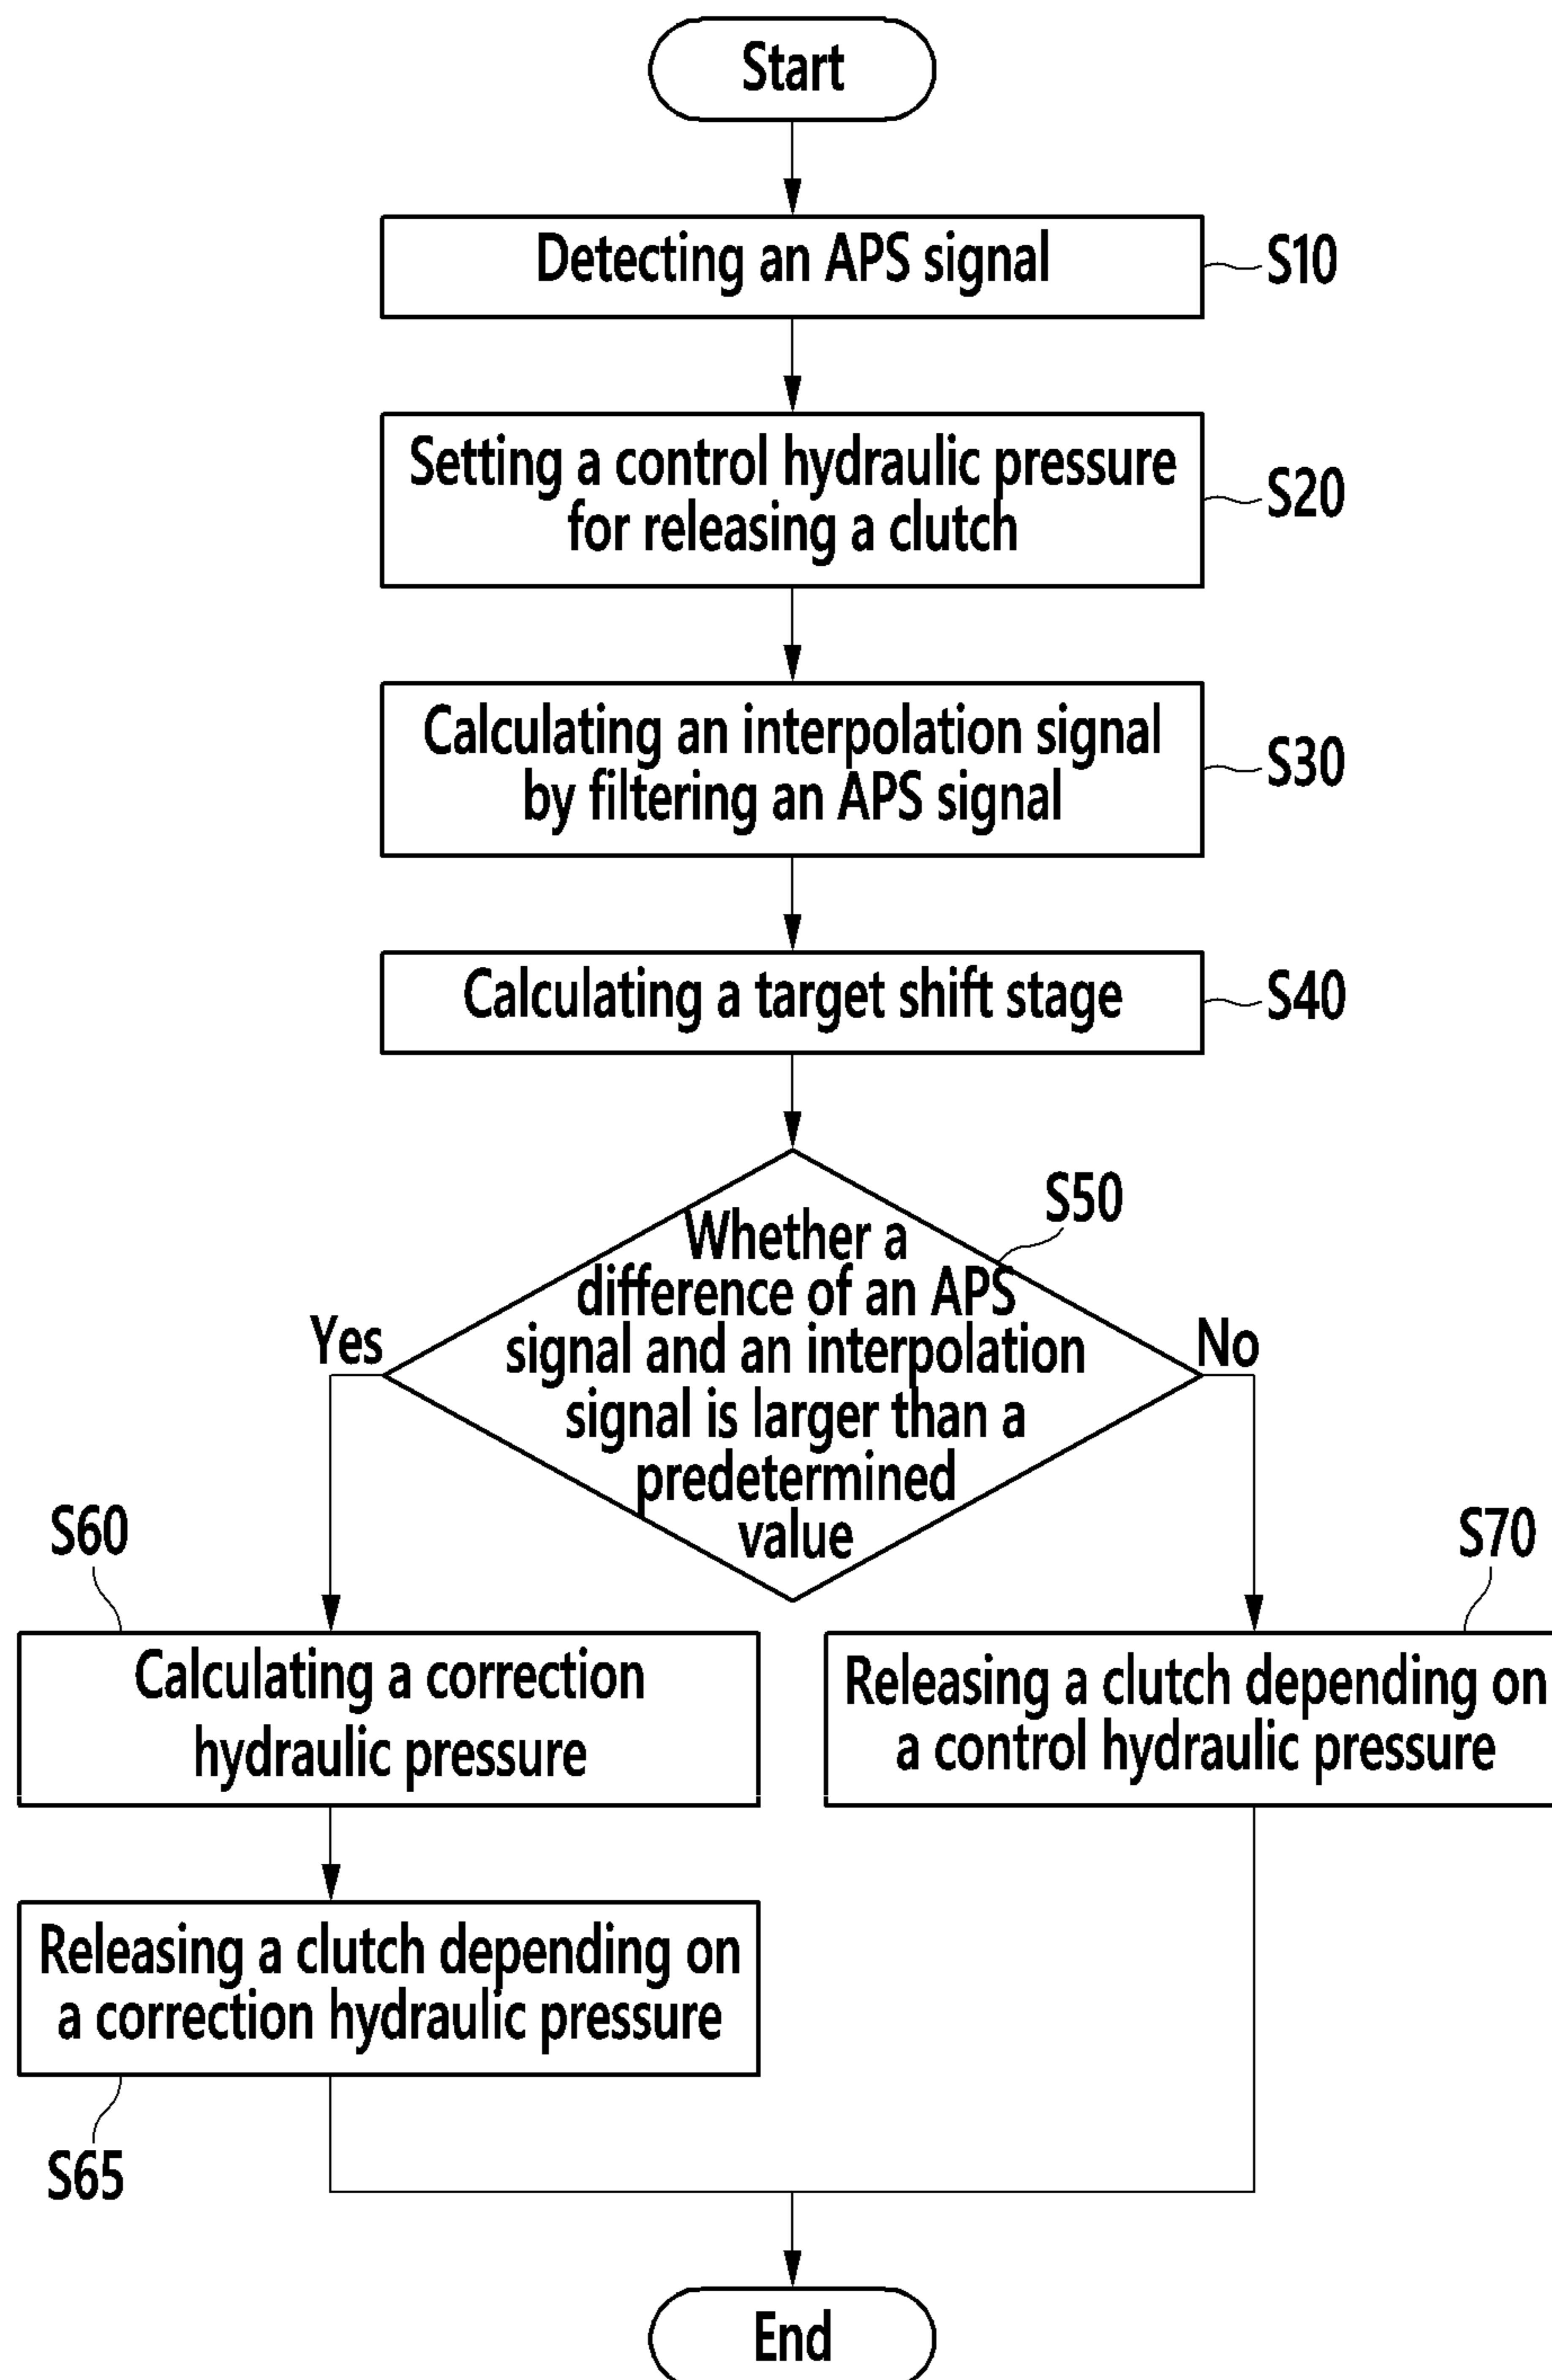 Start
Detecting an APS signal
S10
Setting a control hydraulic pressure
for releasing a clutch
S20
Calculating an interpolation signal
by filtering an APS signal
S30
Calculating a target shift stage
S40
S50
Whether a
difference of an APS
signal and an interpolation
signal is larger than a
predetermined
value
Yes
No
S60
Calculating a correction
hydraulic pressure
S70
Releasing a clutch depending on
a control hydraulic pressure
Releasing a clutch depending on
a correction hydraulic pressure
S65
End